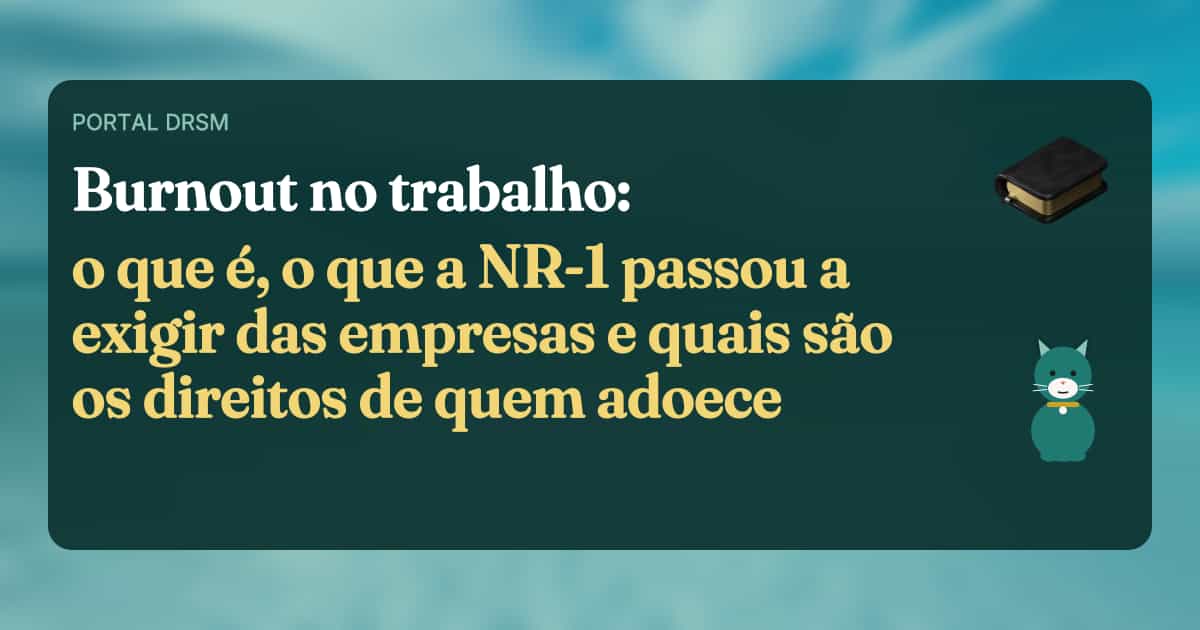 PORTAL DRSM
Burnout no trabalho:
o que é, o que a NR-1 passou a
exigir das empresas e quais são
os direitos de quem adoece